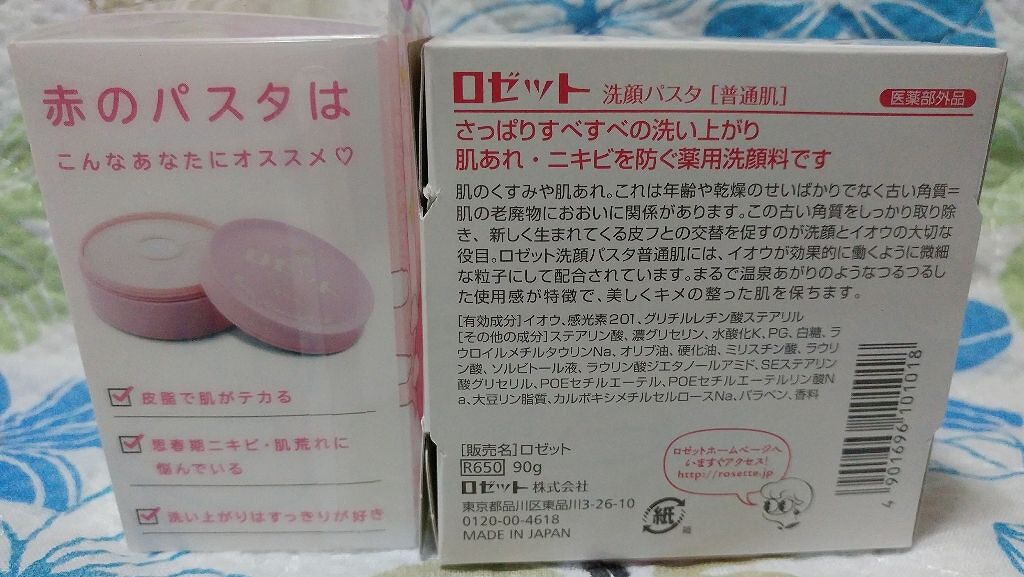 赤のパスタは
こんなあなたにオススメ♡
皮脂で肌がテカる
思春期ニキビ・肌荒れに
悩んでいる
洗い上がりはすっきりが好き
ロゼット 洗顔パスタ [普通肌]
医薬部外品
さっぱりすべすべの洗い上がり
肌あれ・ニキビを防ぐ薬用洗顔料です
肌のくすみや肌あれ。これは年齢や乾燥のせいばかりでなく古い角質=
肌の老廃物におおいに関係があります。この古い角質をしっかり取り除
き、新しく生まれてくる皮フとの交替を促すのが洗顔とイオウの大切な
役目。ロゼット洗顔パスタ普通肌には、イオウが効果的に働くように微細
な粒子にして配合されています。まるで温泉あがりのようなつるつるし
た使用感が特徴で、美しくキメの整った肌を保ちます。
[有効成分]イオウ、感光素201、グリチルレチン酸ステアリル
[その他の成分]ステアリン酸、濃グリセリン、水酸化K、PG、白糖、ラ
ウロイルメチルタウリンNa、オリブ油、硬化油、ミリスチン酸、ラウリ
ン酸、ソルビトール液、ラウリン酸ジエタノールアミド、SEステアリン
酸グリセリル、POEセチルエーテル、POEセチルエーテルリン酸N
a、大豆リン脂質、カルボキシメチルセルロースNa、パラベン、香料
[販売名]ロゼット
R650 90g
ロゼット 株式会社
東京都品川区東品川3-26-10
0120-00-4618
MADE IN JAPAN
ロゼットホームページへ
いますぐアクセス!
http://rosette.jp
紙
箱
4 901696 101018